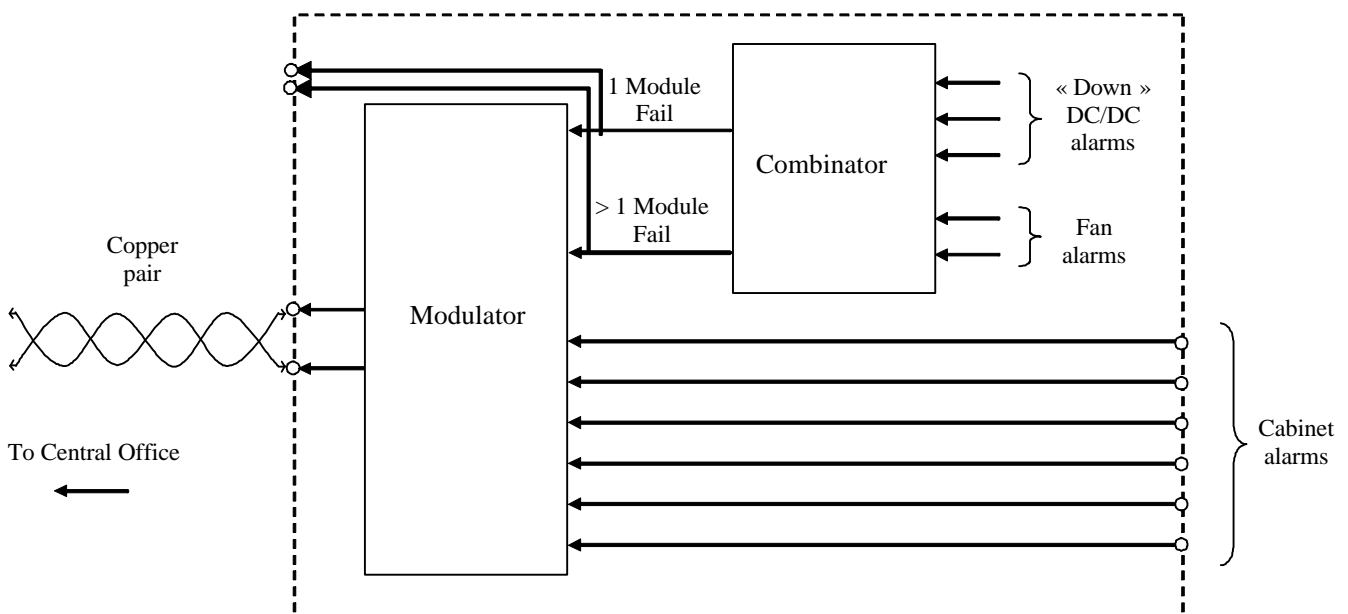 1 Module
Fail
« Down »
DC/DC
alarms
Combinator
> 1 Module
Fail
Fan
alarms
Copper
pair
Modulator
To Central Office
Cabinet
alarms